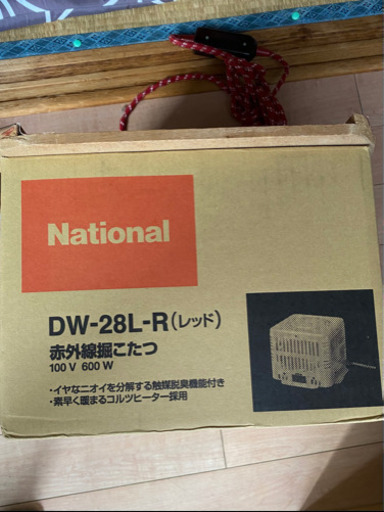 National
DW-28L-R(レッド)
赤外線掘こたつ
100 V 600 W
・イヤなニオイを分解する触媒脱臭機能付き
・素早く暖まるコルツヒーター採用